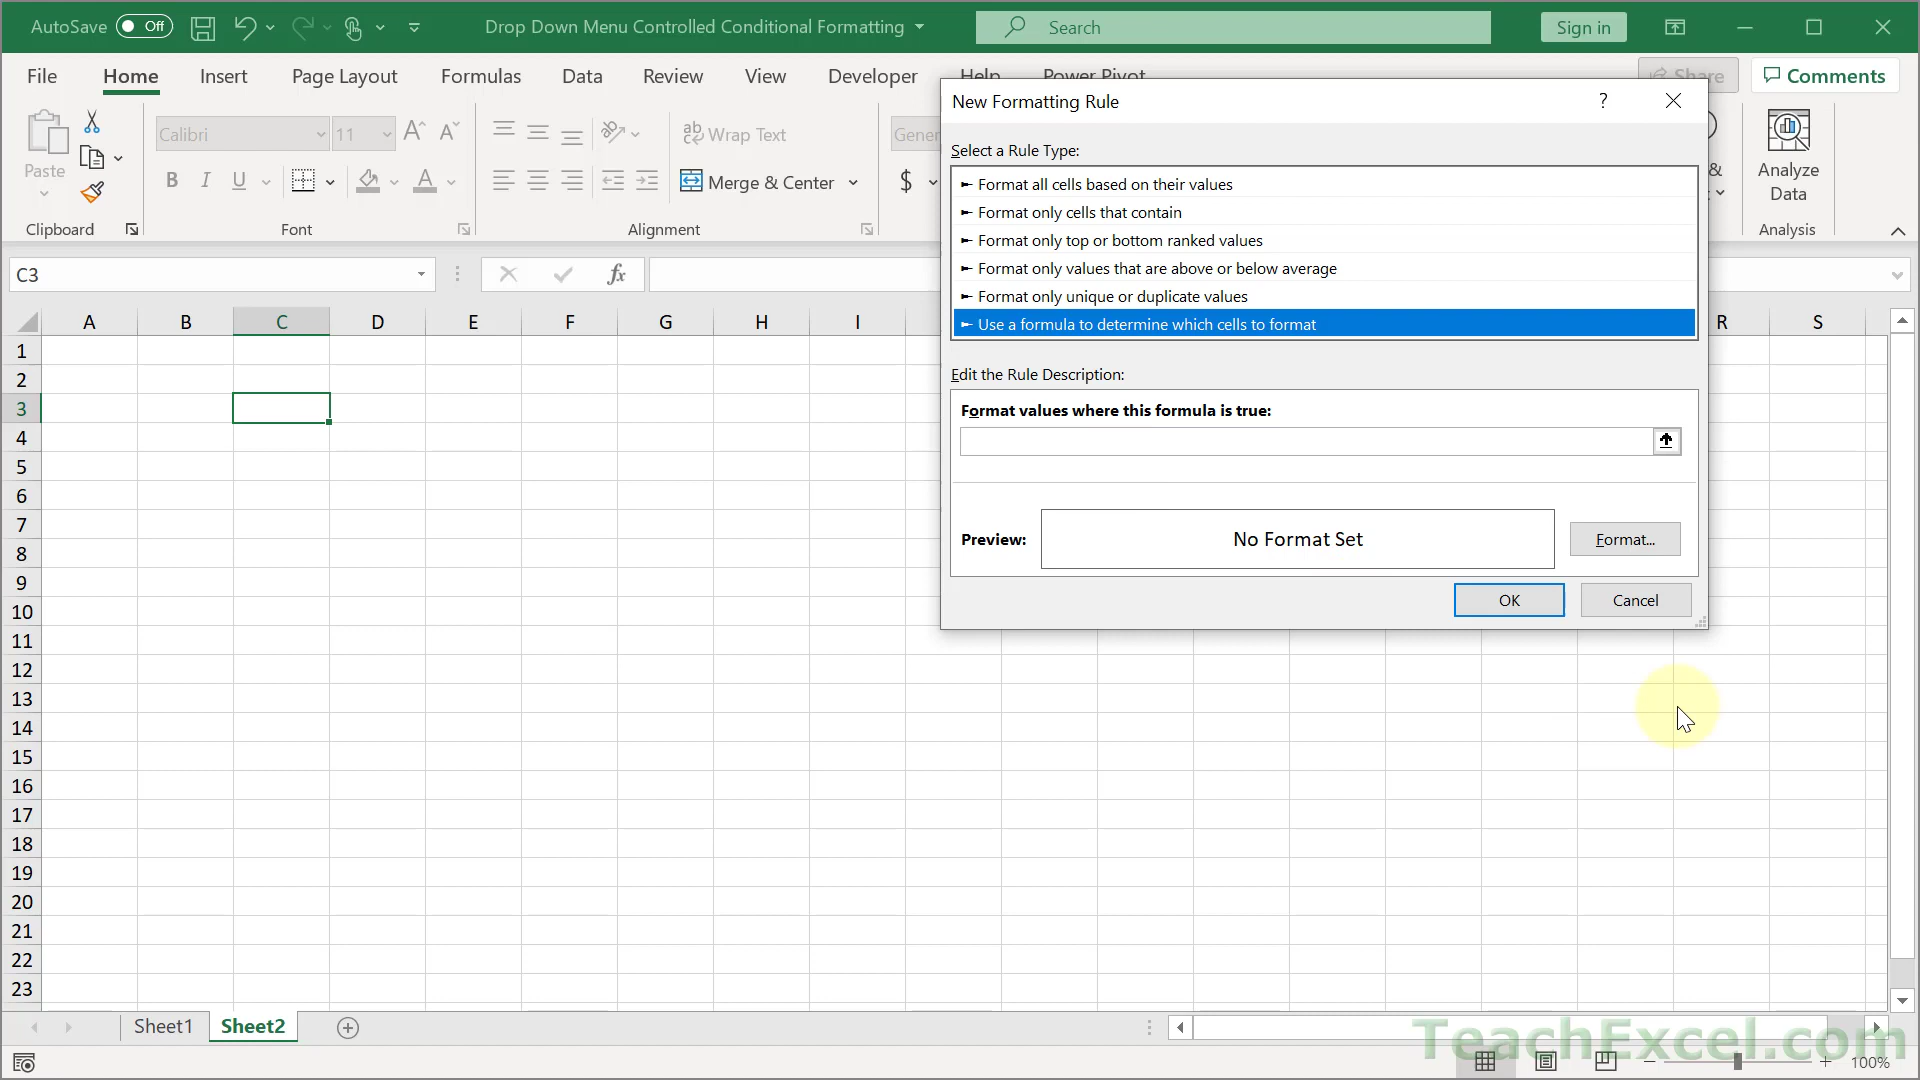 AutoSave Off Drop Down Menu Controlled Conditional Formatting Search Sign in
File Home Insert Page Layout Formulas Data Review View Developer Help Power Pivot Share Comments
Calibri 11 A A Wrap Text Gener
Paste B I U A Merge & Center $ & Analyze Data
Clipboard Font Alignment Analysis
C3 fx
A B C D E F G H I R S
1
2
3
4
5
6
7
8
9
10
11
12
13
14
15
16
17
18
19
20
21
22
23
New Formatting Rule ?
Select a Rule Type:
► Format all cells based on their values
► Format only cells that contain
► Format only top or bottom ranked values
► Format only values that are above or below average
► Format only unique or duplicate values
► Use a formula to determine which cells to format
Edit the Rule Description:
Format values where this formula is true:
Preview: No Format Set Format...
OK Cancel
Sheet1 Sheet2
TeachExcel.com
100%